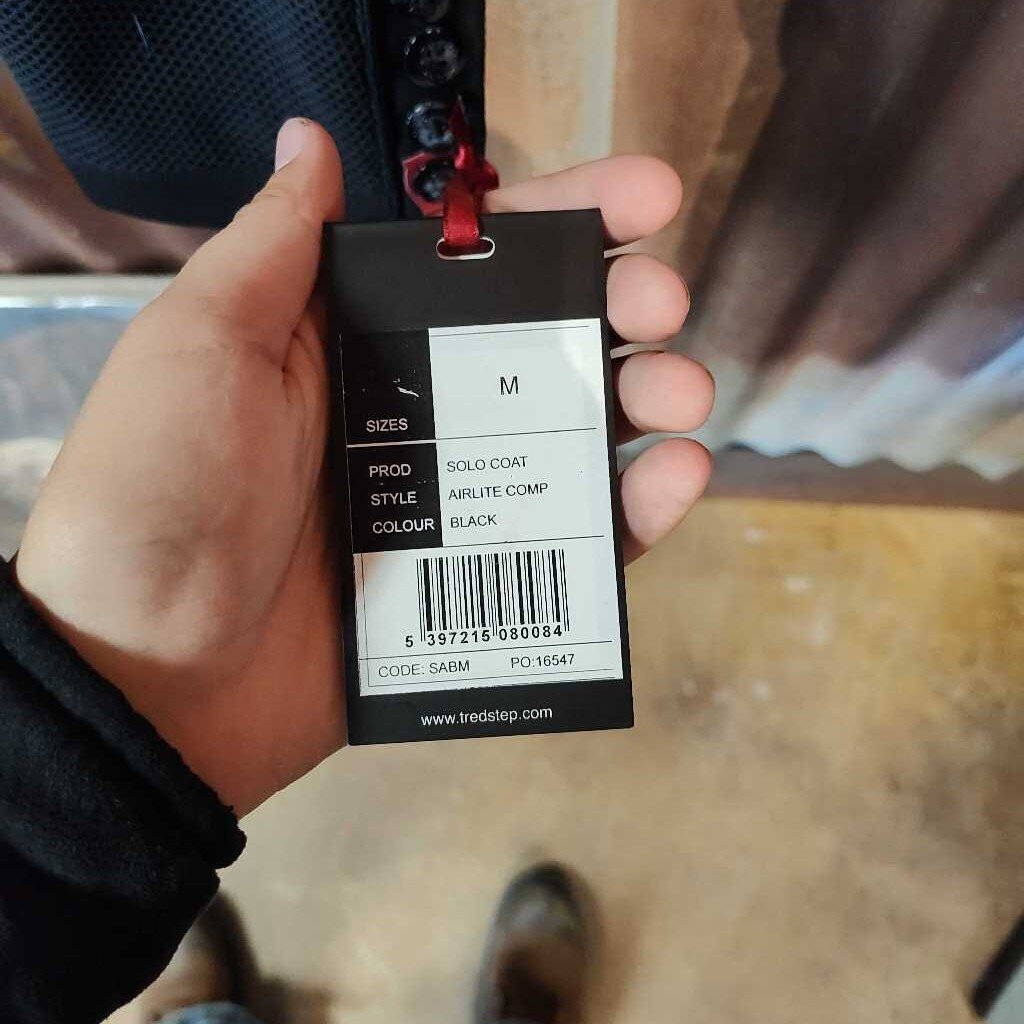 M
SIZES
PROD SOLO COAT
STYLE AIRLITE COMP
COLOUR BLACK
5 397215 080084
CODE: SABM PO:16547
www.tredstep.com